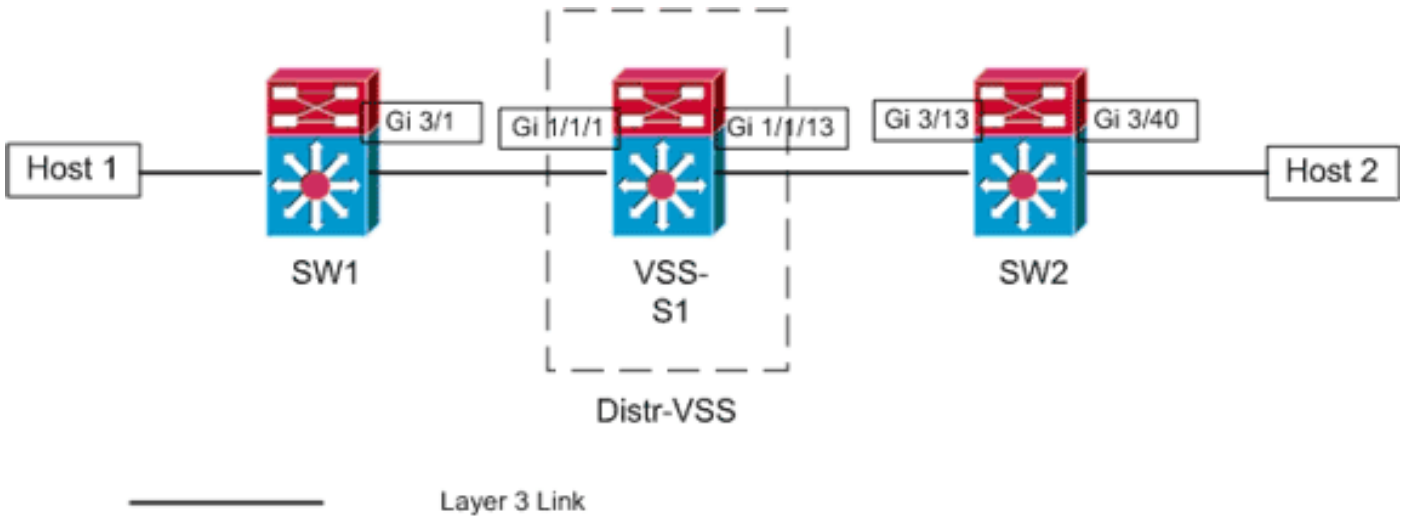 Gi 3/1
Gi 1/1/1
Gi 1/1/13
Gi 3/13
Gi 3/40
Host 1
Host 2
SW1
VSS-
S1
SW2
Distr-VSS
Layer 3 Link